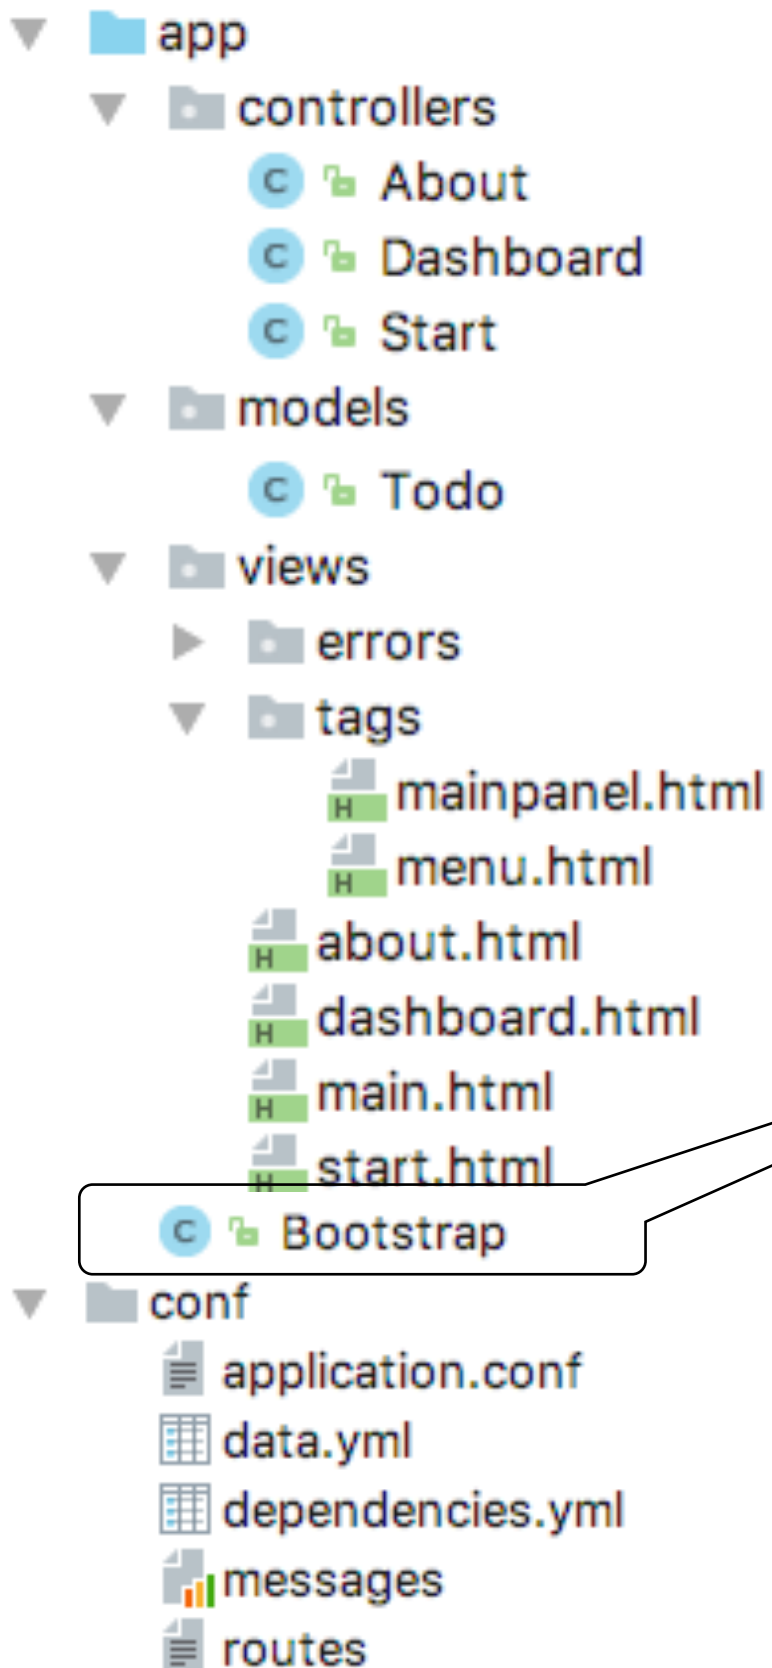 app
controllers
C About
C Dashboard
C Start
models
C Todo
views
errors
tags
H mainpanel.html
H menu.html
H about.html
H dashboard.html
H main.html
H start.html
C Bootstrap
conf
application.conf
data.yml
dependencies.yml
messages
routes